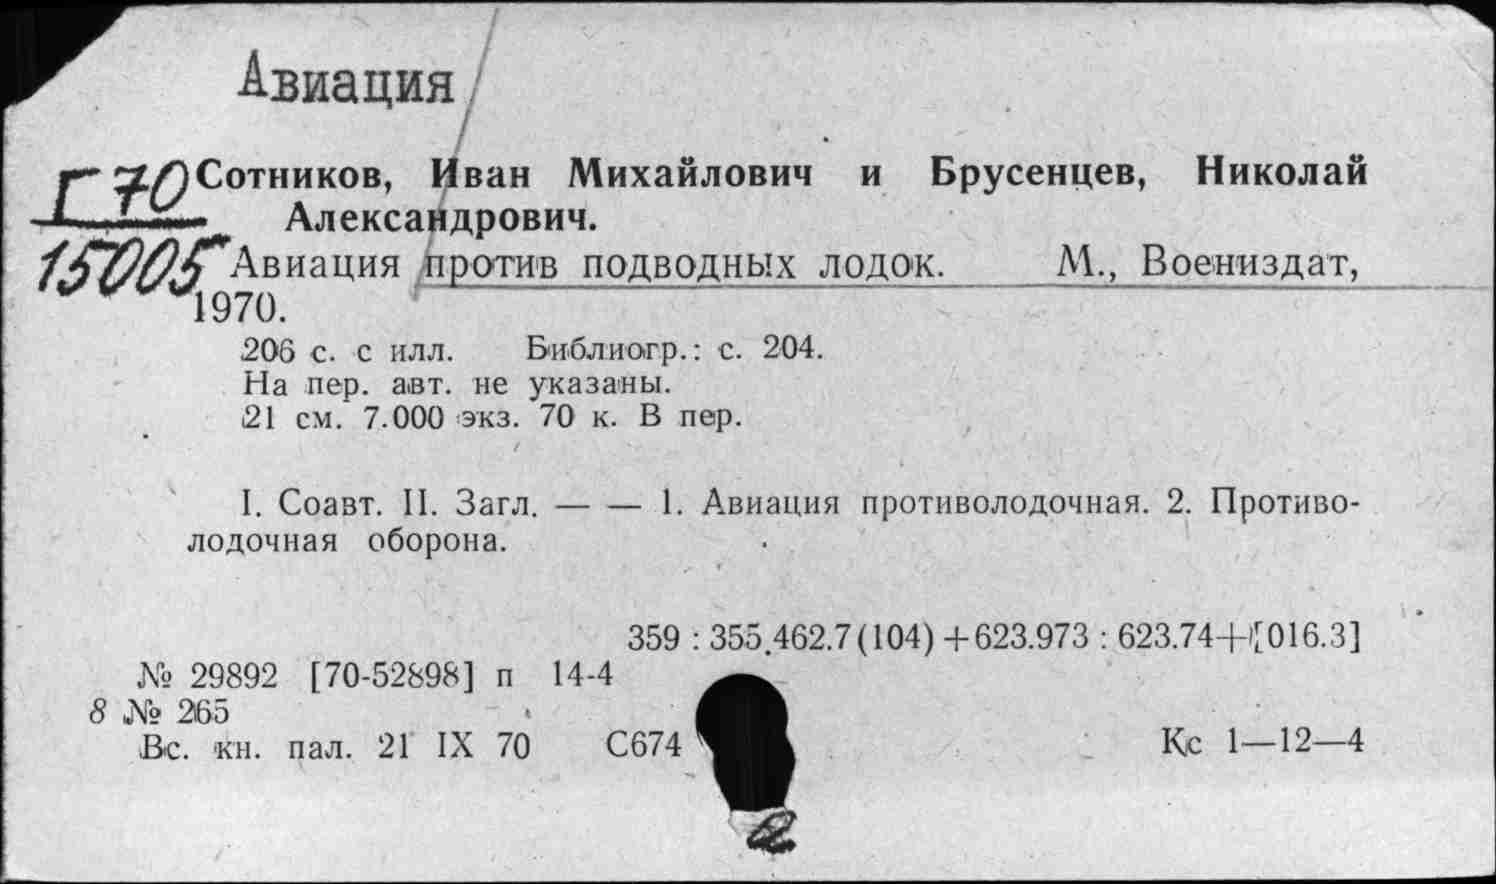 Авиация
Г70
15005
Сотников, Иван Михайлович и Брусенцев, Николай
Александрович.
Авиация против подводных лодок. М., Воениздат,
1970.
206 с. с илл. Библиогр.: с. 204.
На пер. авт. не указаны.
21 см. 7.000 экз. 70 к. В пер.
I. Соавт. II. Загл. — — 1. Авиация противолодочная. 2. Противо-
лодочная оборона.
359 : 355.462.7(104) + 623.973 : 623.74+[016.3]
№ 29892 [70-52898] п 14-4
8 № 265
Вс. кн. пал. 21 IX 70 С674
Кс 1—12—4